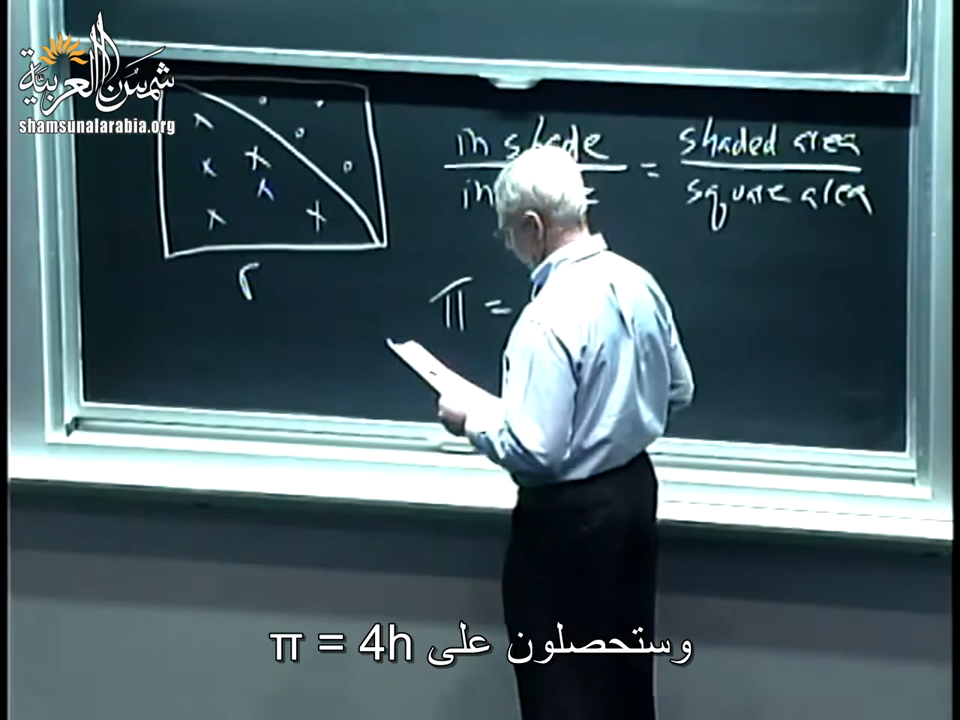 شمس العربية
shamsunalarabia.org
in shade
shaded area
=
square area
in
r
π =
وستحصلون على π = 4h